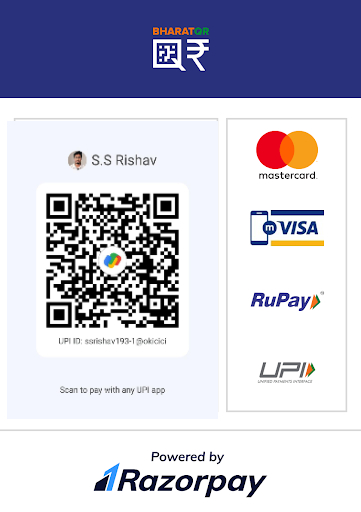 BHARATQR
S.S Rishav
UPI ID: ssrishav193-1@okicici
Scan to pay with any UPI app
mastercard.
m VISA
RuPay
UPI
UNIFIED PAYMENTS INTERFACE
Powered by
Razorpay